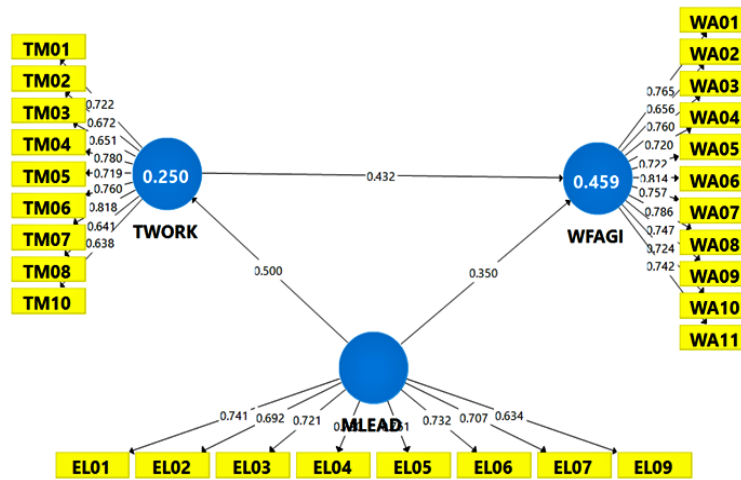 TM01
TM02
TM03
TM04
TM05
TM06
TM07
TM08
TM10
0.722
0.672
0.651
0.780
0.719
0.760
0.818
0.641
0.638
0.250
TWORK
0.432
0.500
0.350
0.459
WFAGI
0.765
0.656
0.760
0.720
0.722
0.814
0.757
0.786
0.747
0.724
0.742
WA01
WA02
WA03
WA04
WA05
WA06
WA07
WA08
WA09
WA10
WA11
MLEAD
0.741
0.692
0.721
0.732
0.707
0.634
EL01
EL02
EL03
EL04
EL05
EL06
EL07
EL09